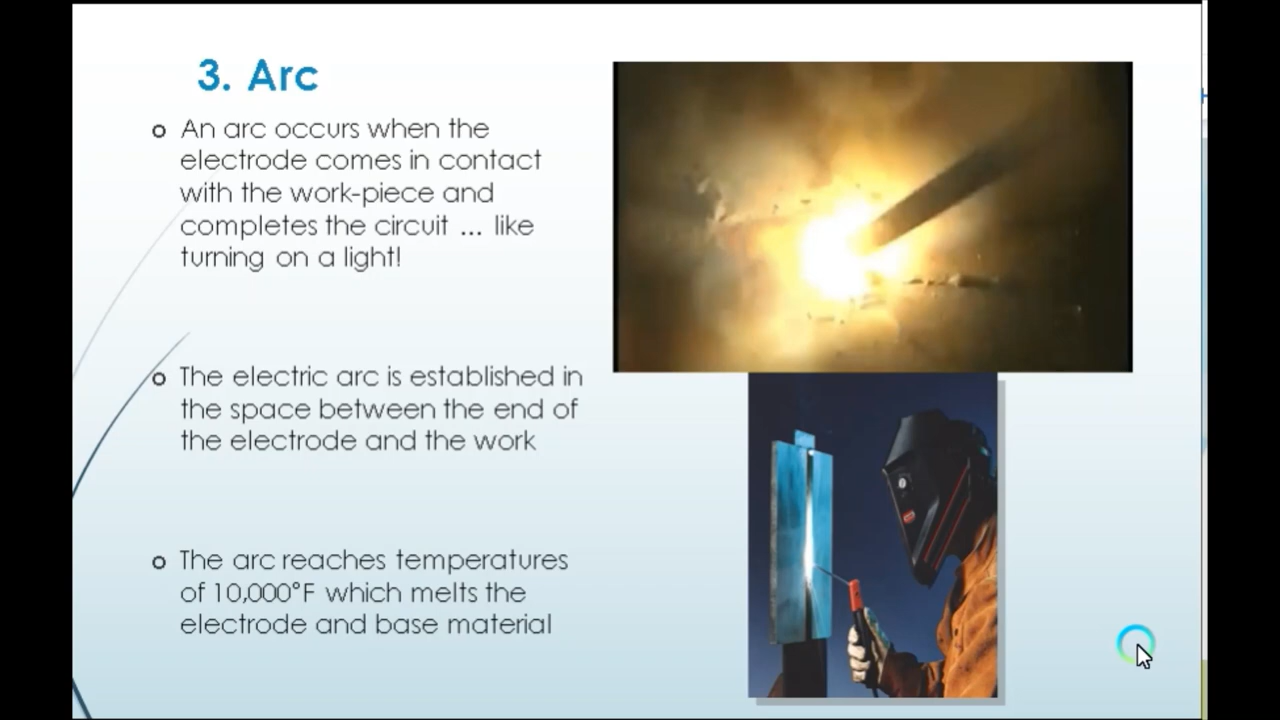 3. Arc
o An arc occurs when the
electrode comes in contact
with the work-piece and
completes the circuit ... like
turning on a light!
o The electric arc is established in
the space between the end of
the electrode and the work
o The arc reaches temperatures
of 10,000°F which melts the
electrode and base material